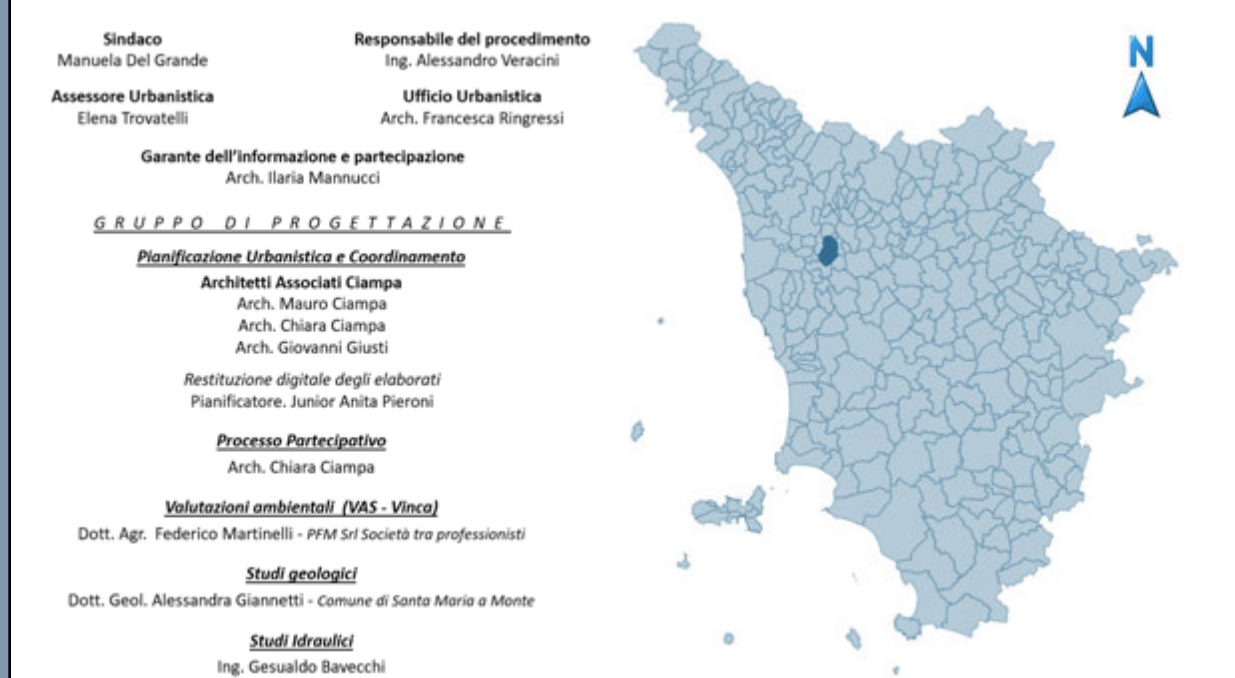 Sindaco
Manuela Del Grande
Responsabile del procedimento
Ing. Alessandro Veracini
Assessore Urbanistica
Elena Trovatelli
Ufficio Urbanistica
Arch. Francesca Ringressi
Garante dell'informazione e partecipazione
Arch. Ilaria Mannucci
GRUPPO DI PROGETTAZIONE
Pianificazione Urbanistica e Coordinamento
Architetti Associati Ciampa
Arch. Mauro Ciampa
Arch. Chiara Ciampa
Arch. Giovanni Giusti
Restituzione digitale degli elaborati
Pianificatore. Junior Anita Pieroni
Processo Partecipativo
Arch. Chiara Ciampa
Valutazioni ambientali (VAS - Vinca)
Dott. Agr. Federico Martinelli - PFM Srl Società tra professionisti
Studi geologici
Dott. Geol. Alessandra Giannetti - Comune di Santa Maria a Monte
Studi Idraulici
Ing. Gesualdo Bavecchi
N